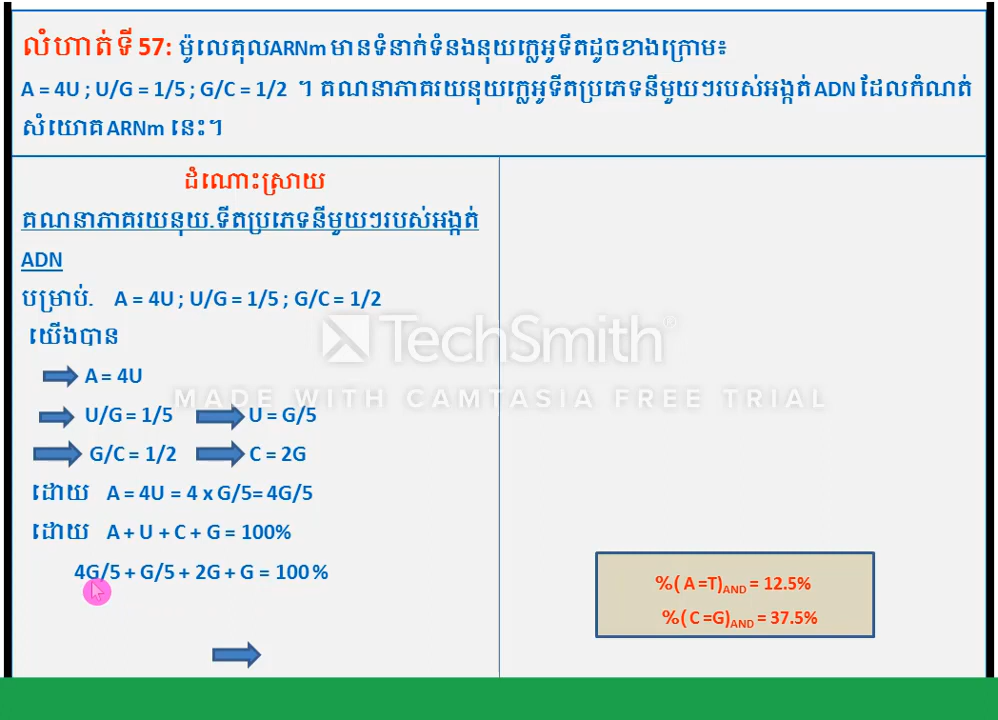 លំហាត់ទី 57: ម៉ូលេគុលARNm មានទំនាក់ទំនងនុយក្លេអូទីតដូចខាងក្រោម៖
A = 4U ; U/G = 1/5 ; G/C = 1/2 ។ គណនាភាគរយនុយក្លេអូទីតប្រភេទនីមួយៗរបស់អង្កត់ ADN ដែលកំណត់
សំយោគ ARNm នេះ។
ដំណោះស្រាយ
គណនាភាគរយនុយ.ទីតប្រភេទនីមួយៗរបស់អង្កត់
ADN
បម្រាប់. A = 4U ; U/G = 1/5 ; G/C = 1/2
យើងបាន
A = 4U
U/G = 1/5 U = G/5
G/C = 1/2 C = 2G
ដោយ A = 4U = 4 x G/5= 4G/5
ដោយ A + U + C + G = 100%
4G/5 + G/5 + 2G + G = 100 %
%( A =T)AND = 12.5%
%( C =G)AND = 37.5%
TechSmith®
MADE WITH CAMTASIA FREE TRIAL